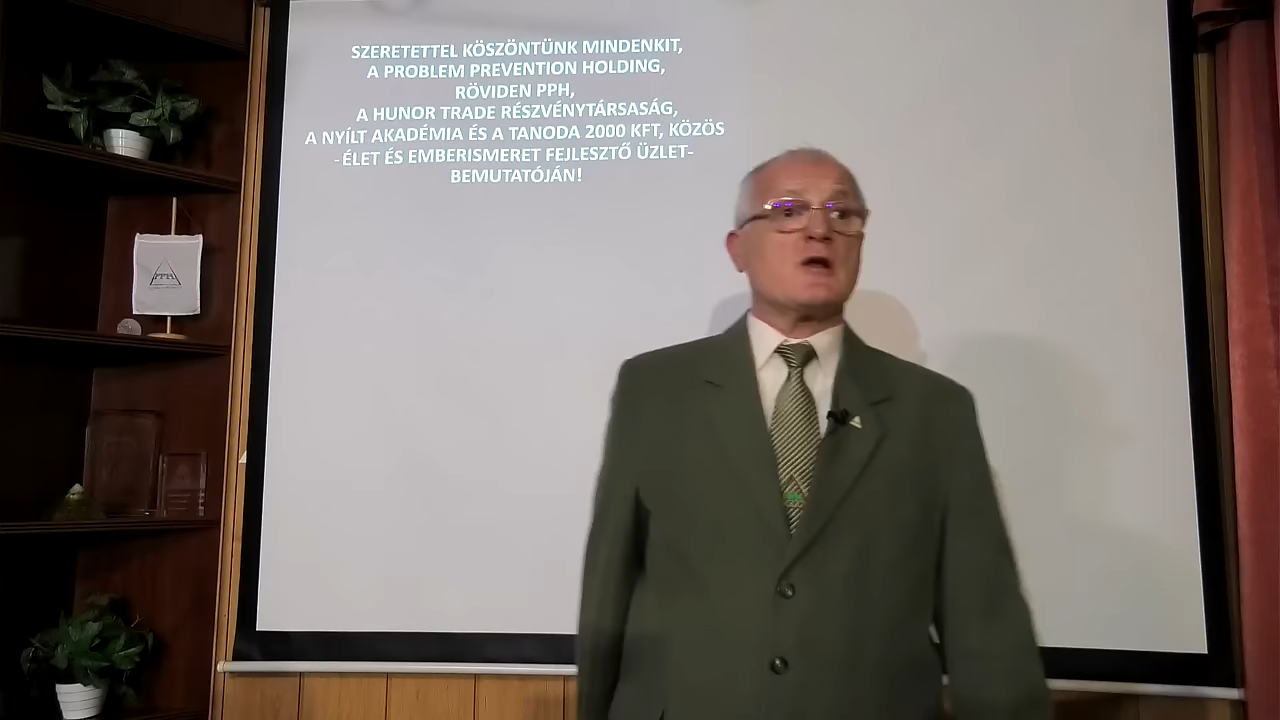 SZERETETTEL KÖSZÖNTÜNK MINDENKIT,
A PROBLEM PREVENTION HOLDING,
RÖVIDEN PPH,
A HUNOR TRADE RÉSZVÉNYTÁRSASÁG,
A NYÍLT AKADÉMIA ÉS A TANODA 2000 KFT, KÖZÖS
-ÉLET ÉS EMBERISMERET FEJLESZTŐ ÜZLET-
BEMUTATÓJÁN!
PPH